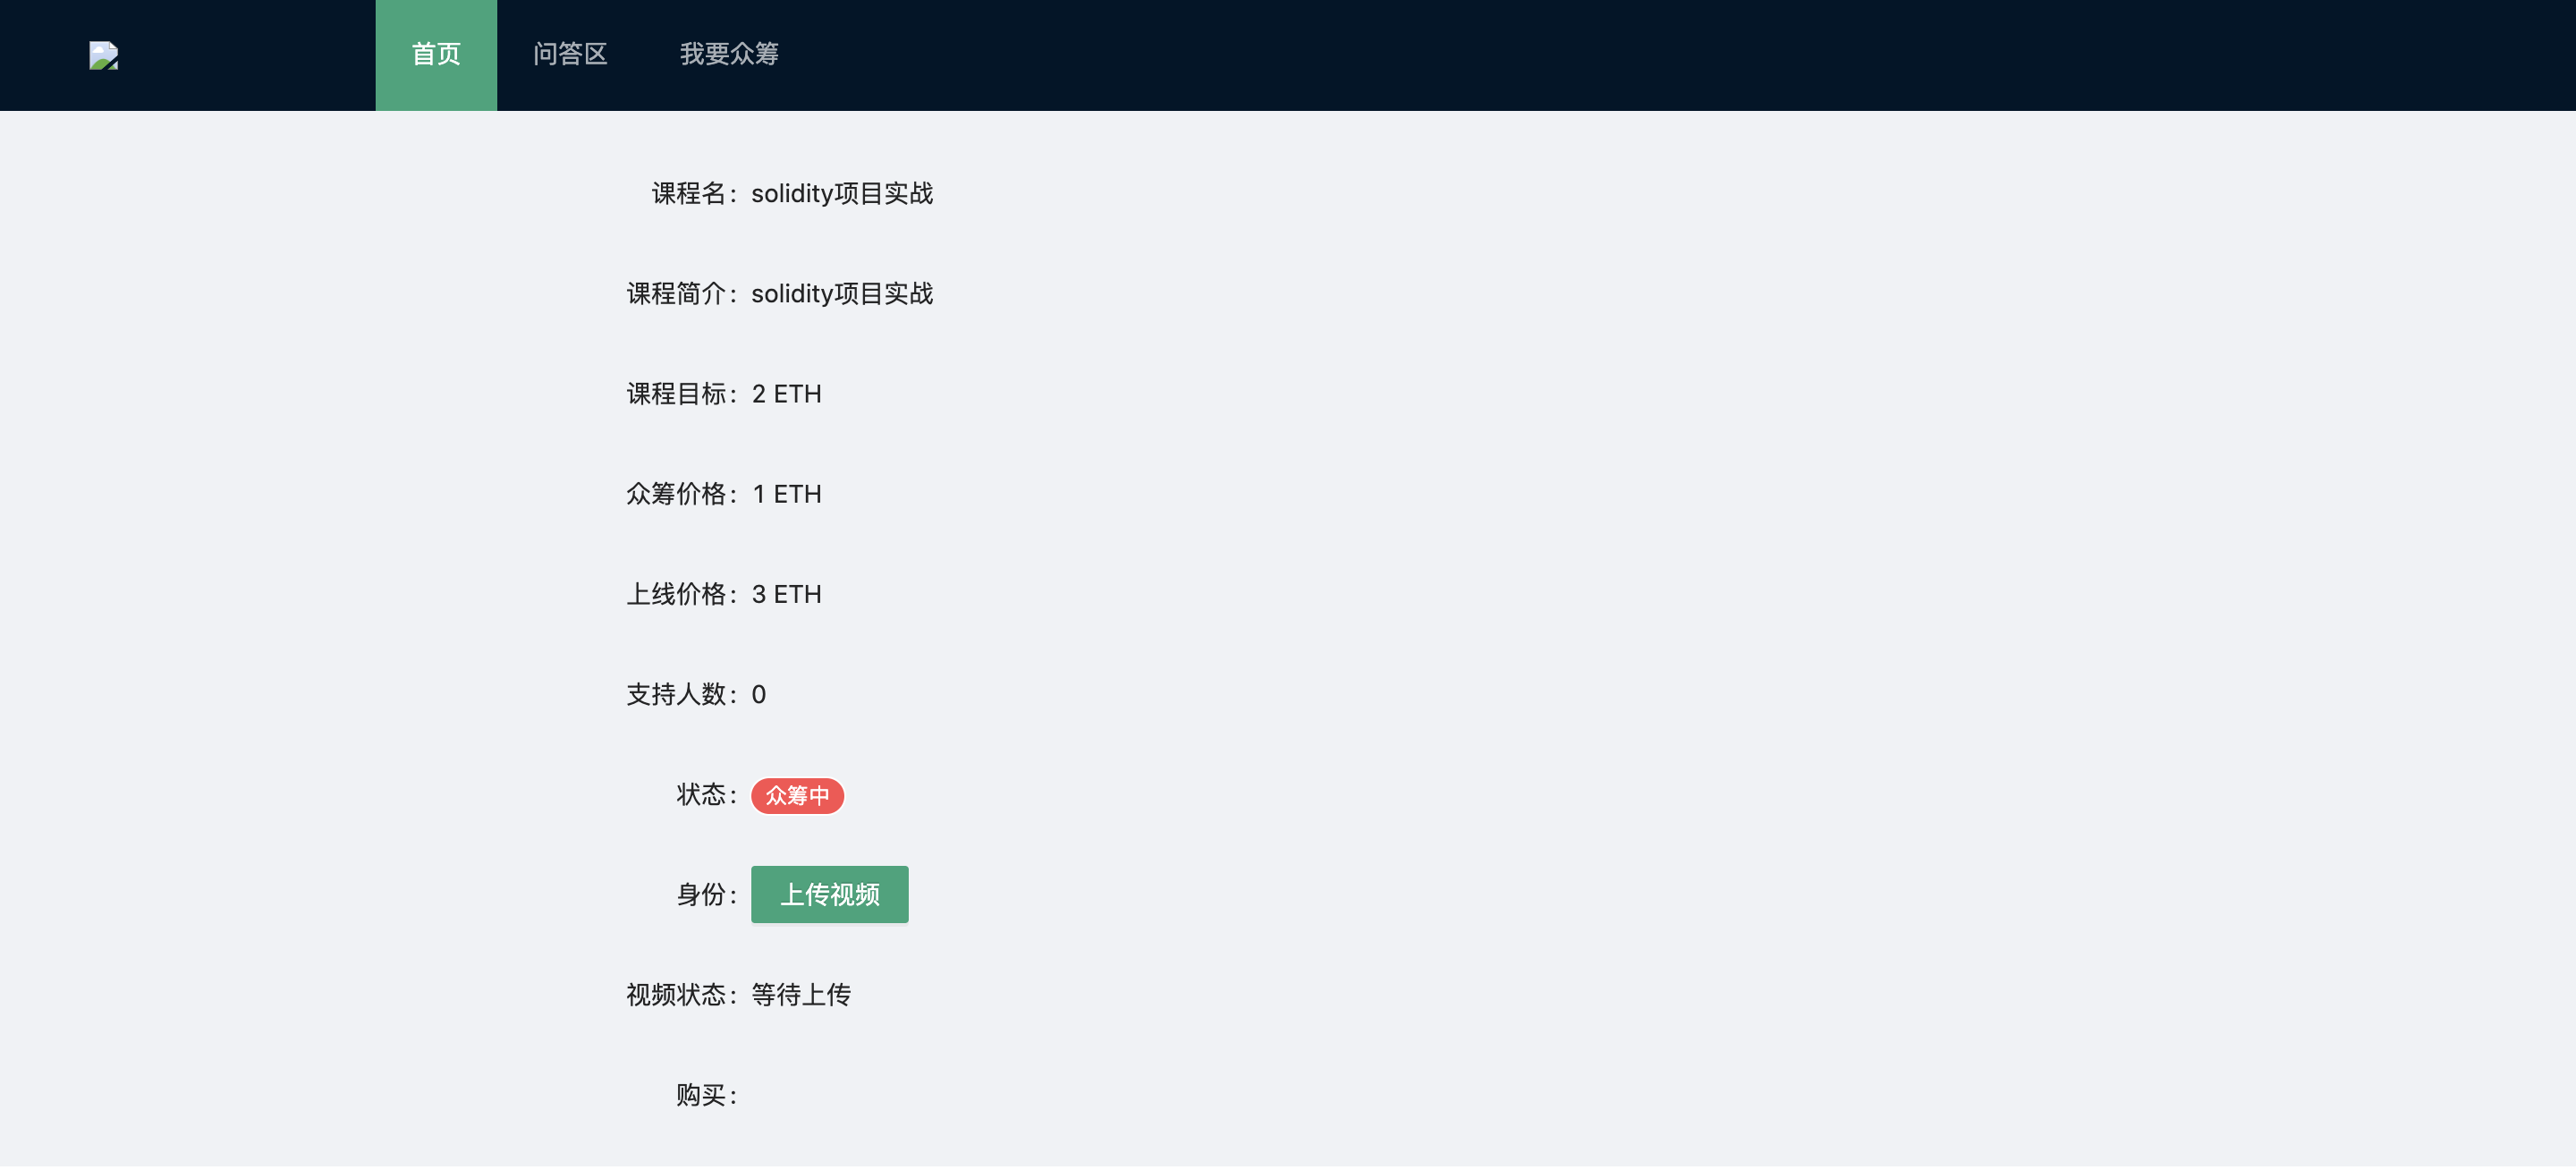 首页 问答区 我要众筹
课程名: solidity项目实战
课程简介: solidity项目实战
课程目标: 2 ETH
众筹价格: 1 ETH
上线价格: 3 ETH
支持人数: 0
状态: 众筹中
身份: 上传视频
视频状态: 等待上传
购买: